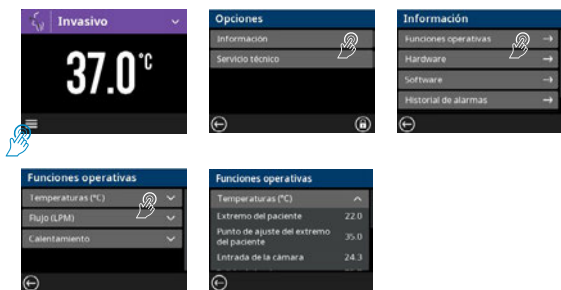 Invasivo
37.0°C
Opciones
Información
Servicio técnico
Información
Funciones operativas
Hardware
Software
Historial de alarmas
Funciones operativas
Temperaturas (°C)
Flujo (LPM)
Calentamiento
Funciones operativas
Temperaturas (°C)
Extremo del paciente 22.0
Punto de ajuste del extremo
del paciente 35.0
Entrada de la cámara 24.3